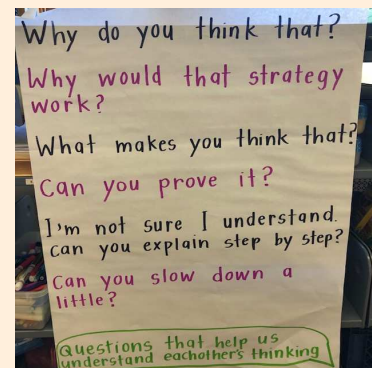 Why do you think that?
Why would that strategy
work?
What makes you think that?
Can you prove it?
I'm not sure I understand.
Can you explain step by step?
Can you slow down a
little?
Questions that help us
understand eachother's thinking